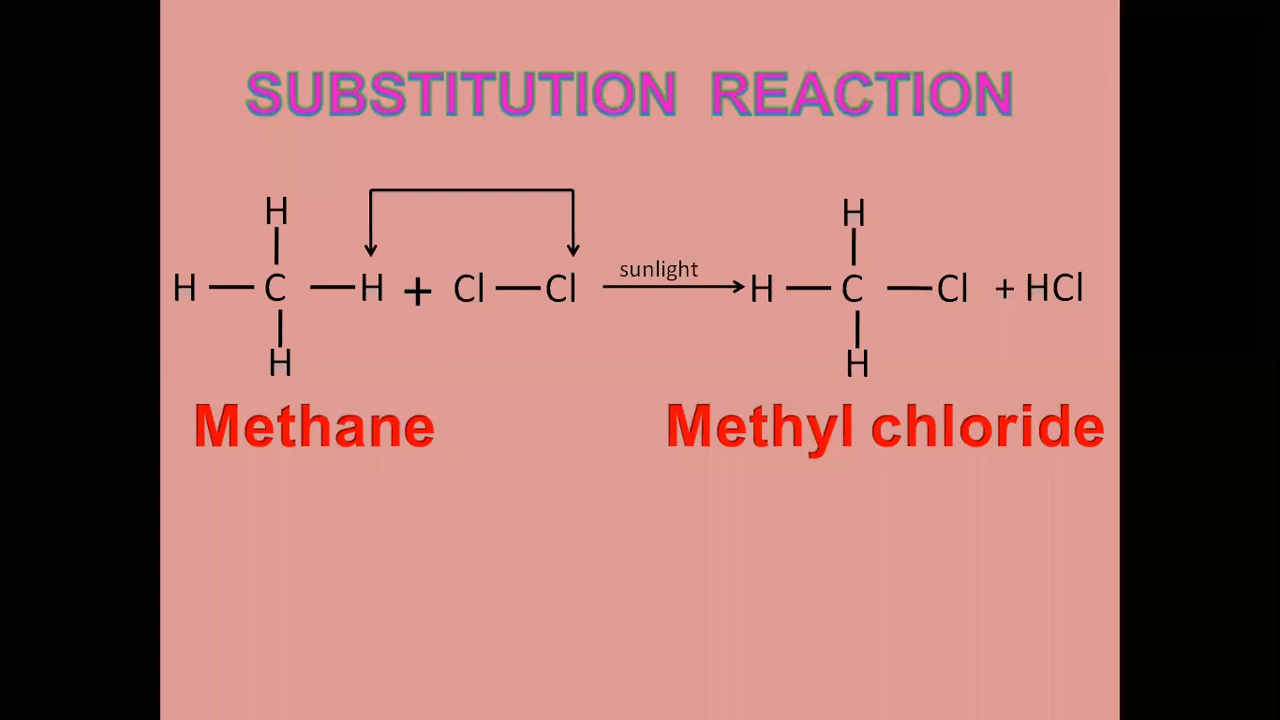 SUBSTITUTION REACTION
H H
H C H + Cl Cl sunlight H C Cl + HCl
H H
Methane Methyl chloride